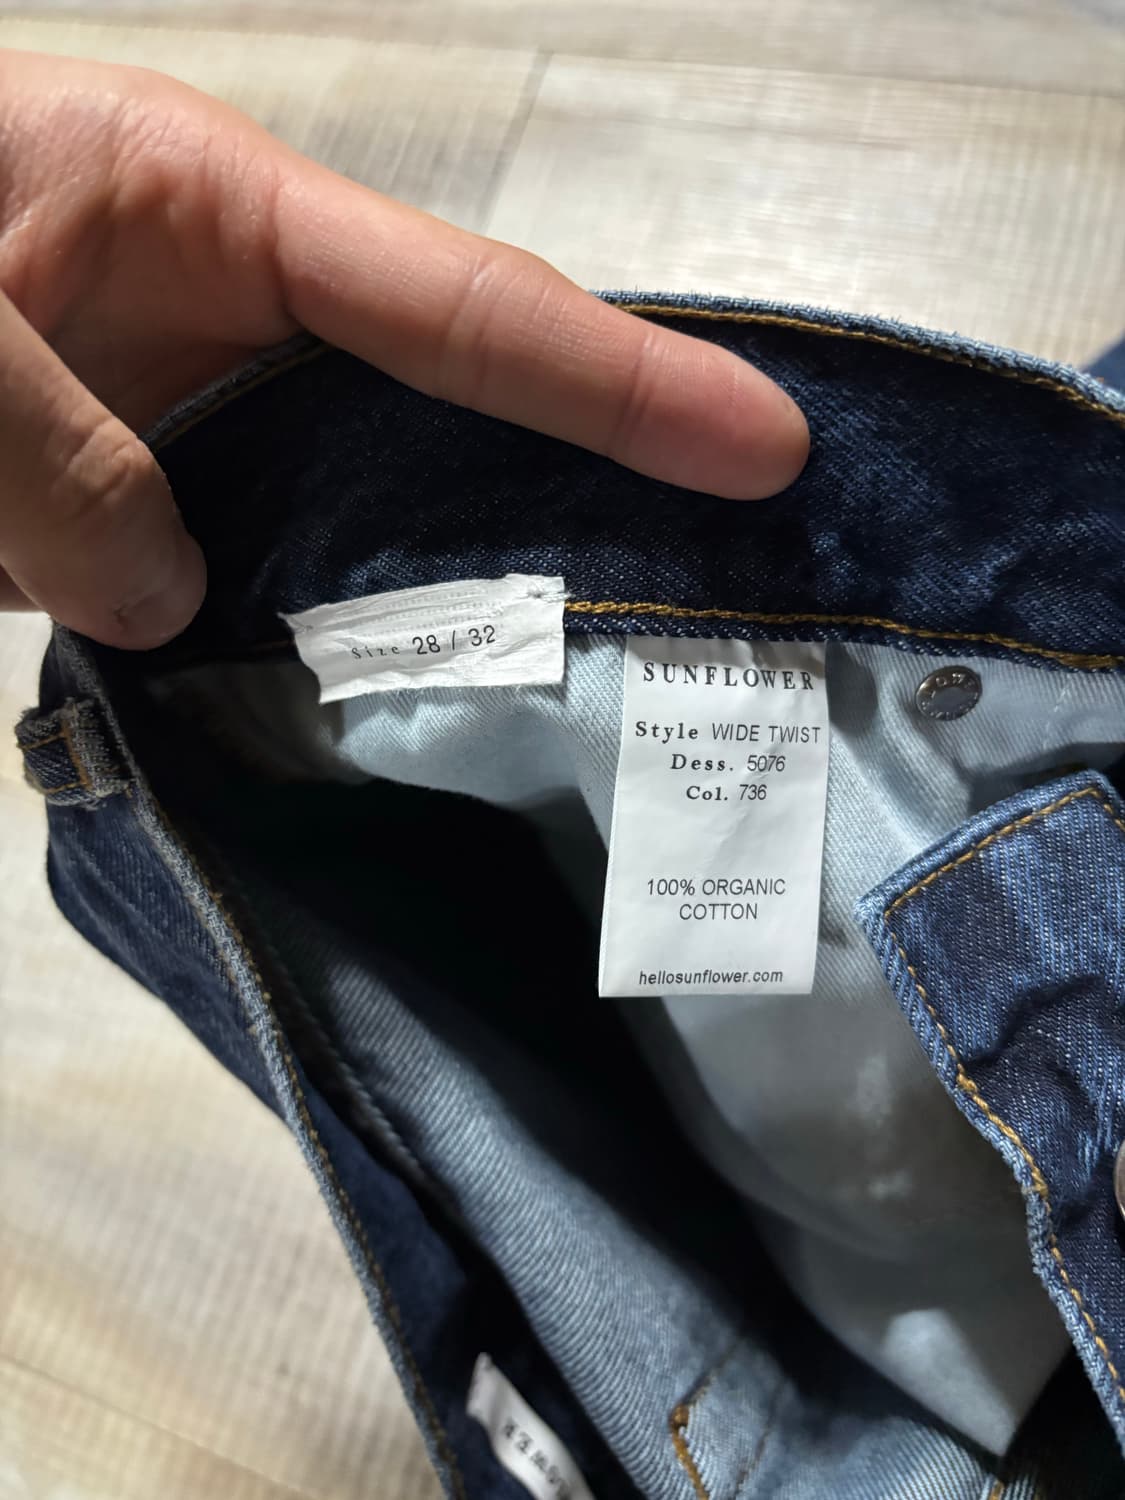 Size 28 / 32
SUNFLOWER
Style WIDE TWIST
Dess. 5076
Col. 736
100% ORGANIC
COTTON
hellosunflower.com